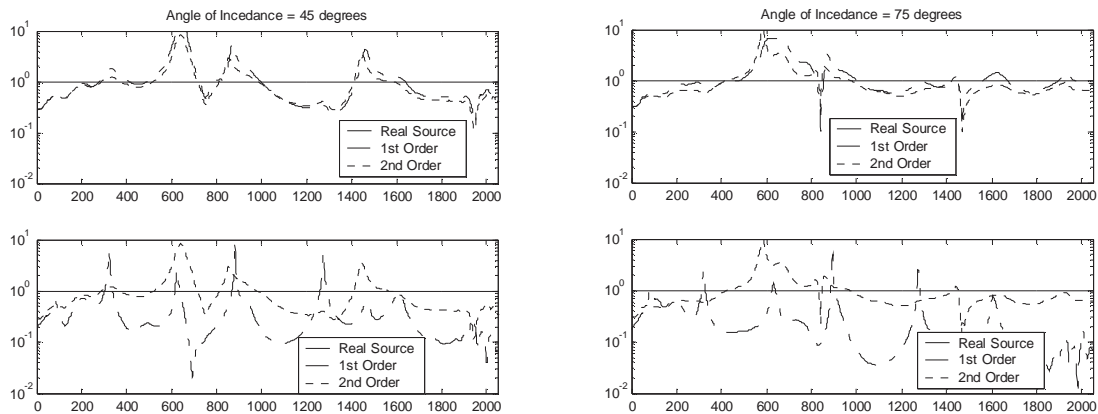 Angle of Incedance = 45 degrees
10^1
10^0
10^-1
10^-2
Real Source
1st Order
2nd Order
0 200 400 600 800 1000 1200 1400 1600 1800 2000
10^1
10^0
10^-1
10^-2
Real Source
1st Order
2nd Order
0 200 400 600 800 1000 1200 1400 1600 1800 2000
Angle of Incedance = 75 degrees
10^1
10^0
10^-1
10^-2
Real Source
1st Order
2nd Order
0 200 400 600 800 1000 1200 1400 1600 1800 2000
10^1
10^0
10^-1
10^-2
Real Source
1st Order
2nd Order
0 200 400 600 800 1000 1200 1400 1600 1800 2000